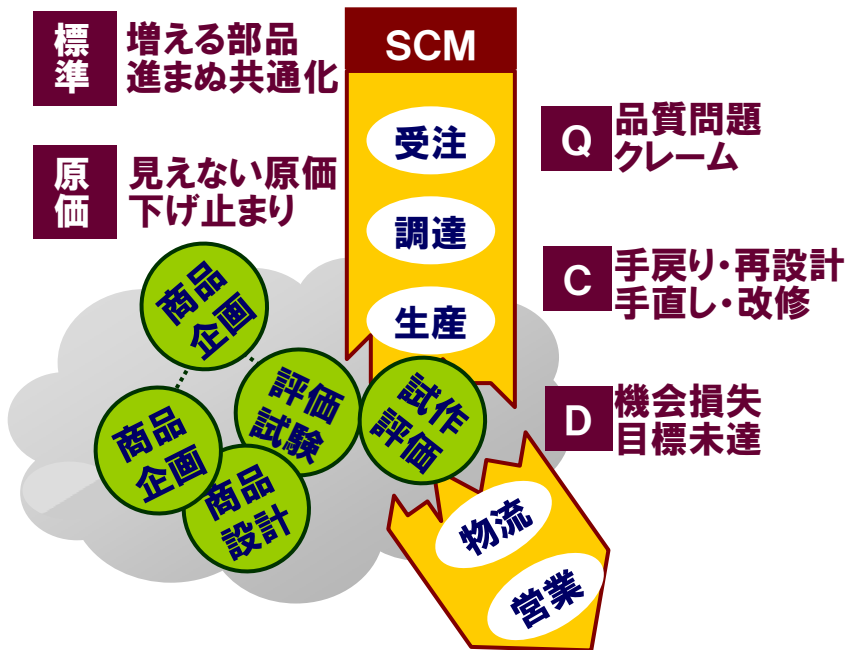 標準
増える部品
進まぬ共通化
原価
見えない原価
下げ止まり
SCM
受注
調達
生産
Q
品質問題
クレーム
C
手戻り・再設計
手直し・改修
D
機会損失
目標未達
商品
企画
商品
企画
商品
設計
評価
試験
試作
評価
物流
営業